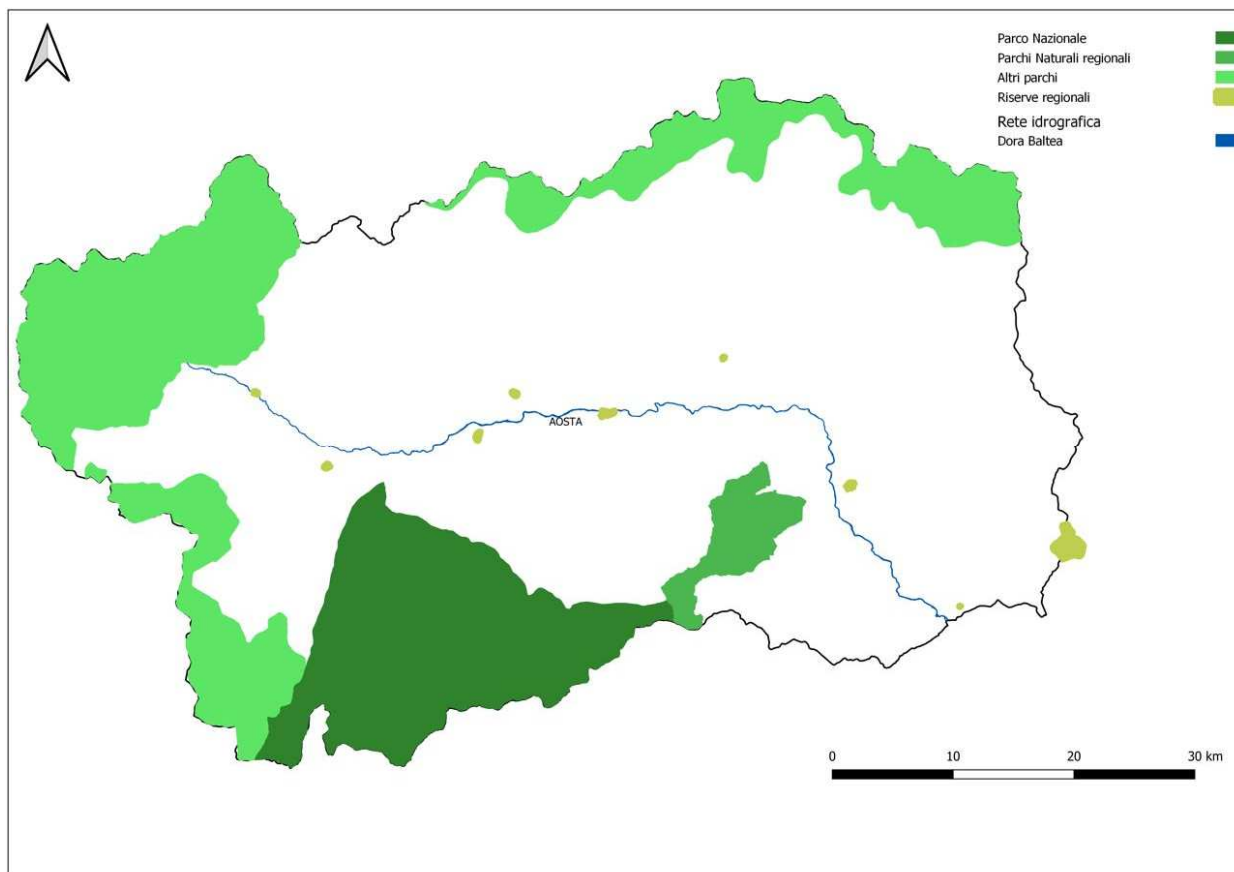 Parco Nazionale
Parchi Naturali regionali
Altri parchi
Riserve regionali
Rete idrografica
Dora Baltea
AOSTA
0 10 20 30 km